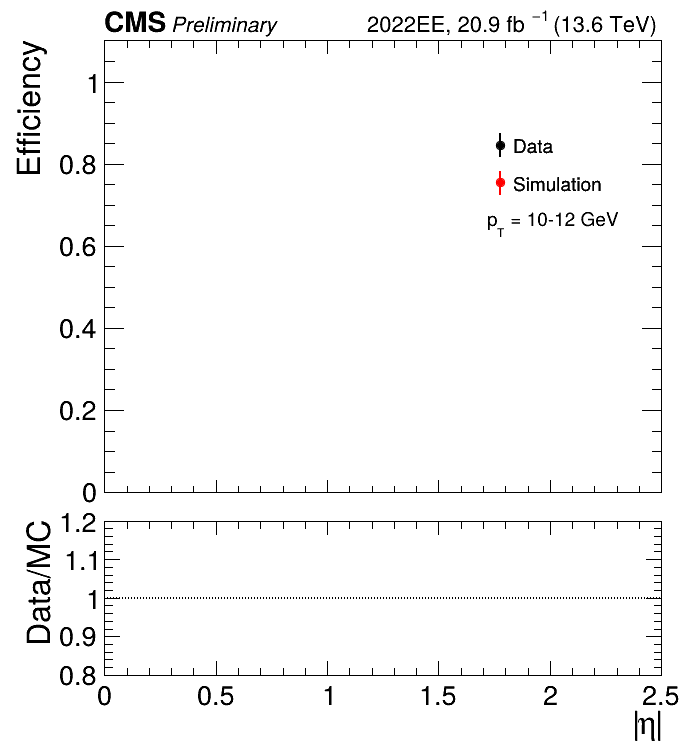 CMS Preliminary 2022EE, 20.9 fb⁻¹ (13.6 TeV)
Efficiency
1
0.8
0.6
0.4
0.2
0
Data
Simulation
p_T = 10-12 GeV
Data/MC
1.2
1.1
1
0.9
0.8
0 0.5 1 1.5 2 2.5
|η|